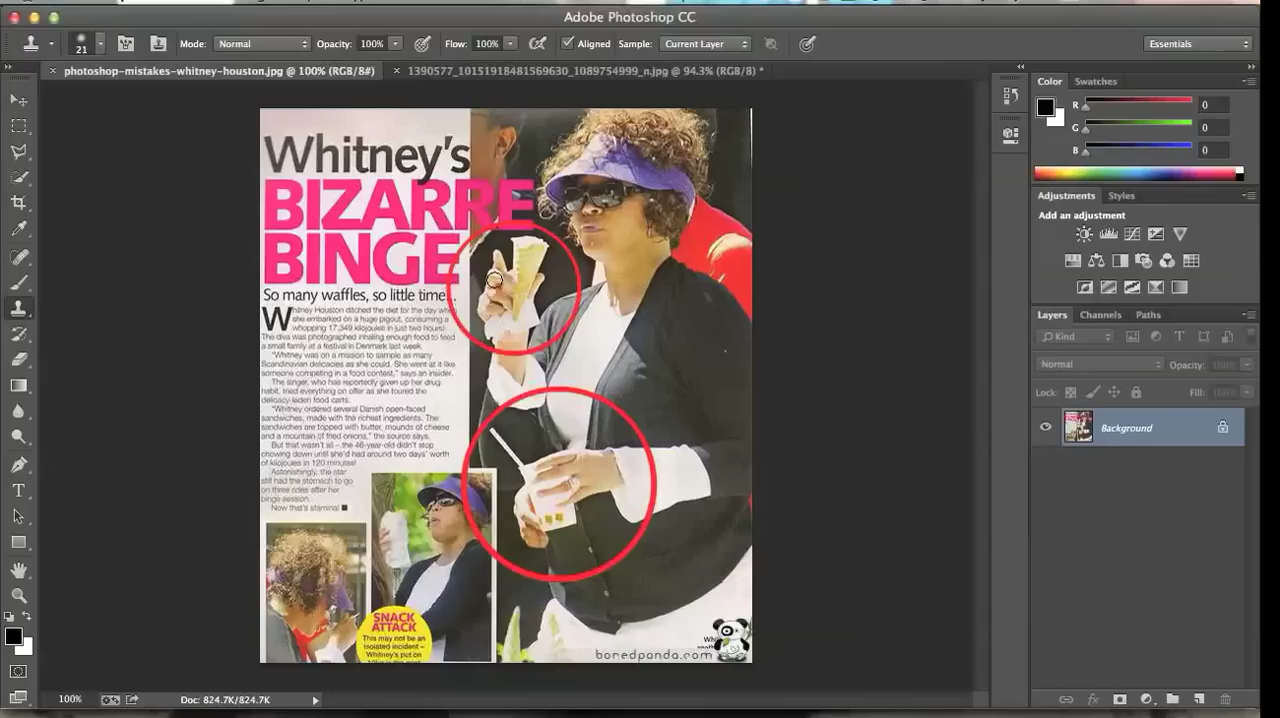 Adobe Photoshop CC
21
Mode: Normal Opacity: 100% Flow: 100% Aligned Sample: Current Layer Essentials
photoshop-mistakes-whitney-houston.jpg @ 100% (RGB/8#) 1390577_10151918481569630_1089754999_n.jpg @ 94.3% (RGB/8) *
Color Swatches
R 0
G 0
B 0
Adjustments Styles
Add an adjustment
Layers Channels Paths
Kind
Normal Opacity: 100%
Lock: Fill: 100%
Background
Whitney's
BIZARRE
BINGE
So many waffles, so little time...
Whitney Houston ditched the diet for the day when
she embarked on a huge pigout, consuming a
whopping 17,349 kilojoules in just two hours!
The diva was photographed inhaling enough food to
a small family at a festival in Denmark last week.
"Whitney was on a mission to sample as many
Scandinavian delicacies as she could. She went at it like
someone competing in a food contest," says an insider.
The singer, who has reportedly given up her drug
habit, tried everything on offer as she toured the
delicacy-laden food carts.
"Whitney ordered several Danish open-faced
sandwiches, made with the richest ingredients. The
sandwiches are topped with butter, mounds of cheese
and a mountain of fried onions," the source says.
But that wasn't all – the 46-year-old didn't stop
chowing down until she'd had around two days' worth
of kilojoules in 120 minutes!
Astonishingly, the star
still had the stomach to go
on three rides after her
binge session.
Now that's stamina!
SNACK
ATTACK
This may not be an
isolated incident –
Whitney's put on
boredpanda.com
100% Doc: 824.7K/824.7K